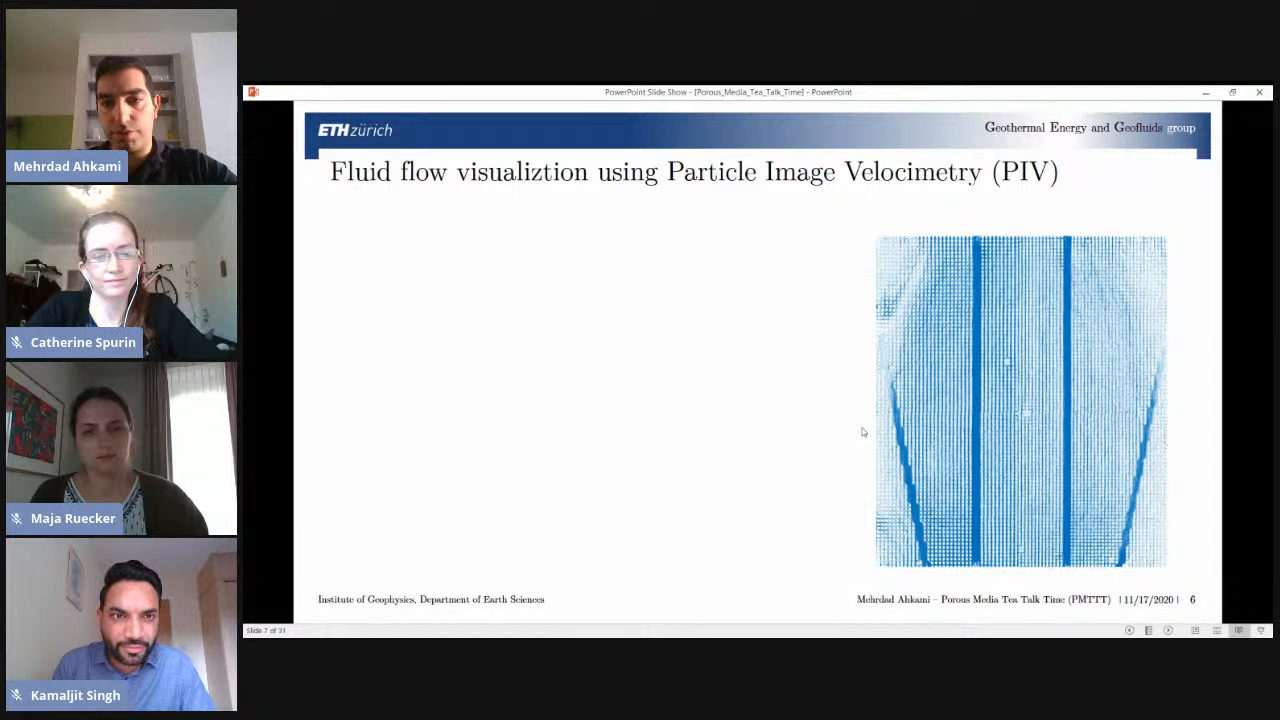 Mehrdad Ahkami
Catherine Spurin
Maja Ruecker
Kamaljit Singh
PowerPoint Slide Show - [Porous_Media_Tea_Talk_Time] - PowerPoint
ETH zürich
Geothermal Energy and Geofluids group
Fluid flow visualiztion using Particle Image Velocimetry (PIV)
Institute of Geophysics, Department of Earth Sciences
Mehrdad Ahkami – Porous Media Tea Talk Time (PMTTT) | 11/17/2020 | 6
Slide 7 of 31